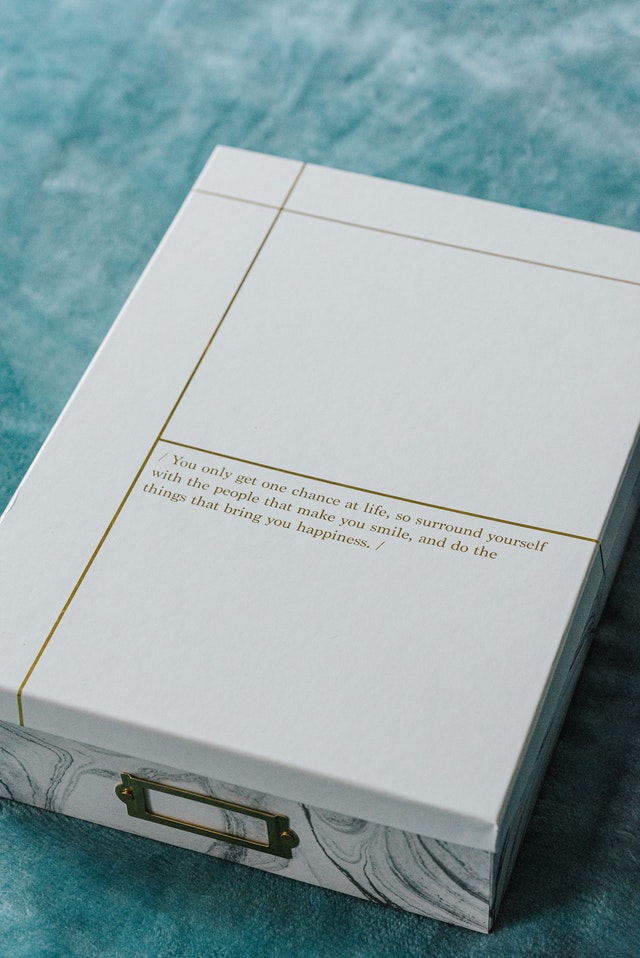 / You only get one chance at life, so surround yourself
with the people that make you smile, and do the
things that bring you happiness. /